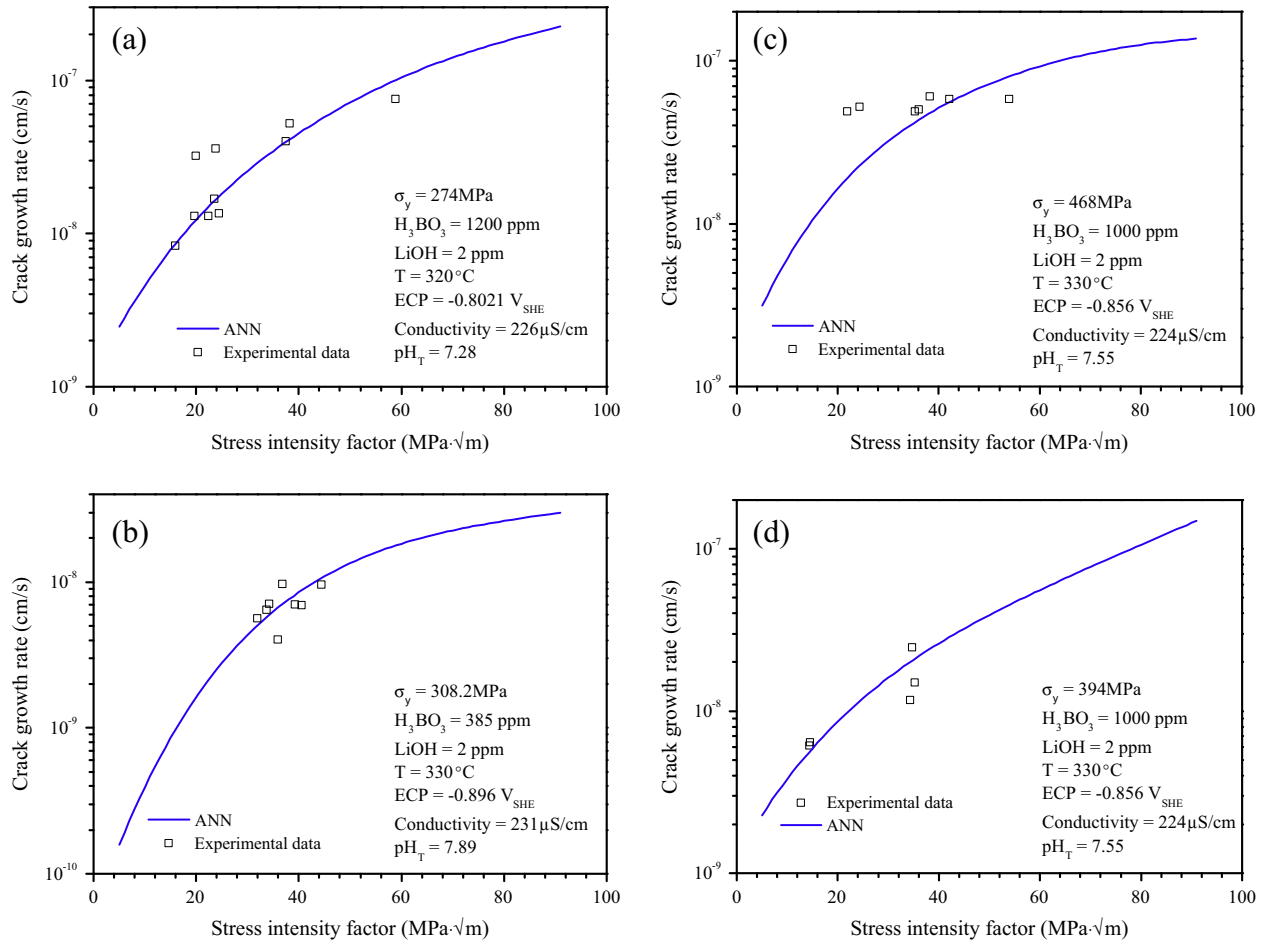 (a)
Crack growth rate (cm/s)
10⁻⁷
10⁻⁸
10⁻⁹
σy = 274MPa
H₃BO₃ = 1200 ppm
LiOH = 2 ppm
T = 320°C
ECP = -0.8021 V_SHE
Conductivity = 226µS/cm
pH_T = 7.28
ANN
Experimental data
0 20 40 60 80 100
Stress intensity factor (MPa·√m)
(c)
Crack growth rate (cm/s)
10⁻⁷
10⁻⁸
10⁻⁹
σy = 468MPa
H₃BO₃ = 1000 ppm
LiOH = 2 ppm
T = 330°C
ECP = -0.856 V_SHE
Conductivity = 224µS/cm
pH_T = 7.55
ANN
Experimental data
0 20 40 60 80 100
Stress intensity factor (MPa·√m)
(b)
Crack growth rate (cm/s)
10⁻⁸
10⁻⁹
10⁻¹⁰
σy = 308.2MPa
H₃BO₃ = 385 ppm
LiOH = 2 ppm
T = 330°C
ECP = -0.896 V_SHE
Conductivity = 231µS/cm
pH_T = 7.89
ANN
Experimental data
0 20 40 60 80 100
Stress intensity factor (MPa·√m)
(d)
Crack growth rate (cm/s)
10⁻⁷
10⁻⁸
10⁻⁹
σy = 394MPa
H₃BO₃ = 1000 ppm
LiOH = 2 ppm
T = 330°C
ECP = -0.856 V_SHE
Conductivity = 224µS/cm
pH_T = 7.55
Experimental data
ANN
0 20 40 60 80 100
Stress intensity factor (MPa·√m)